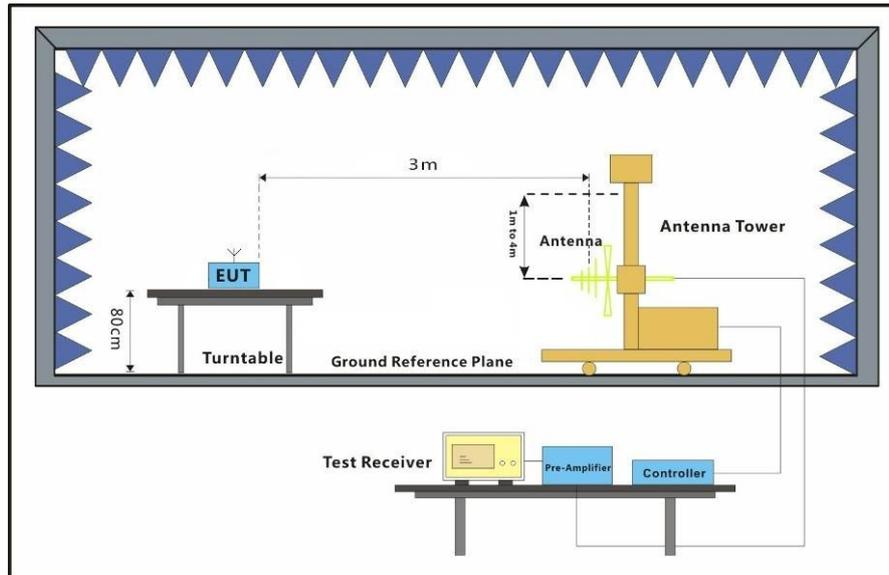 3m
1m to 4m
Antenna
Antenna Tower
EUT
80cm
Turntable
Ground Reference Plane
Test Receiver
Pre-Amplifier
Controller